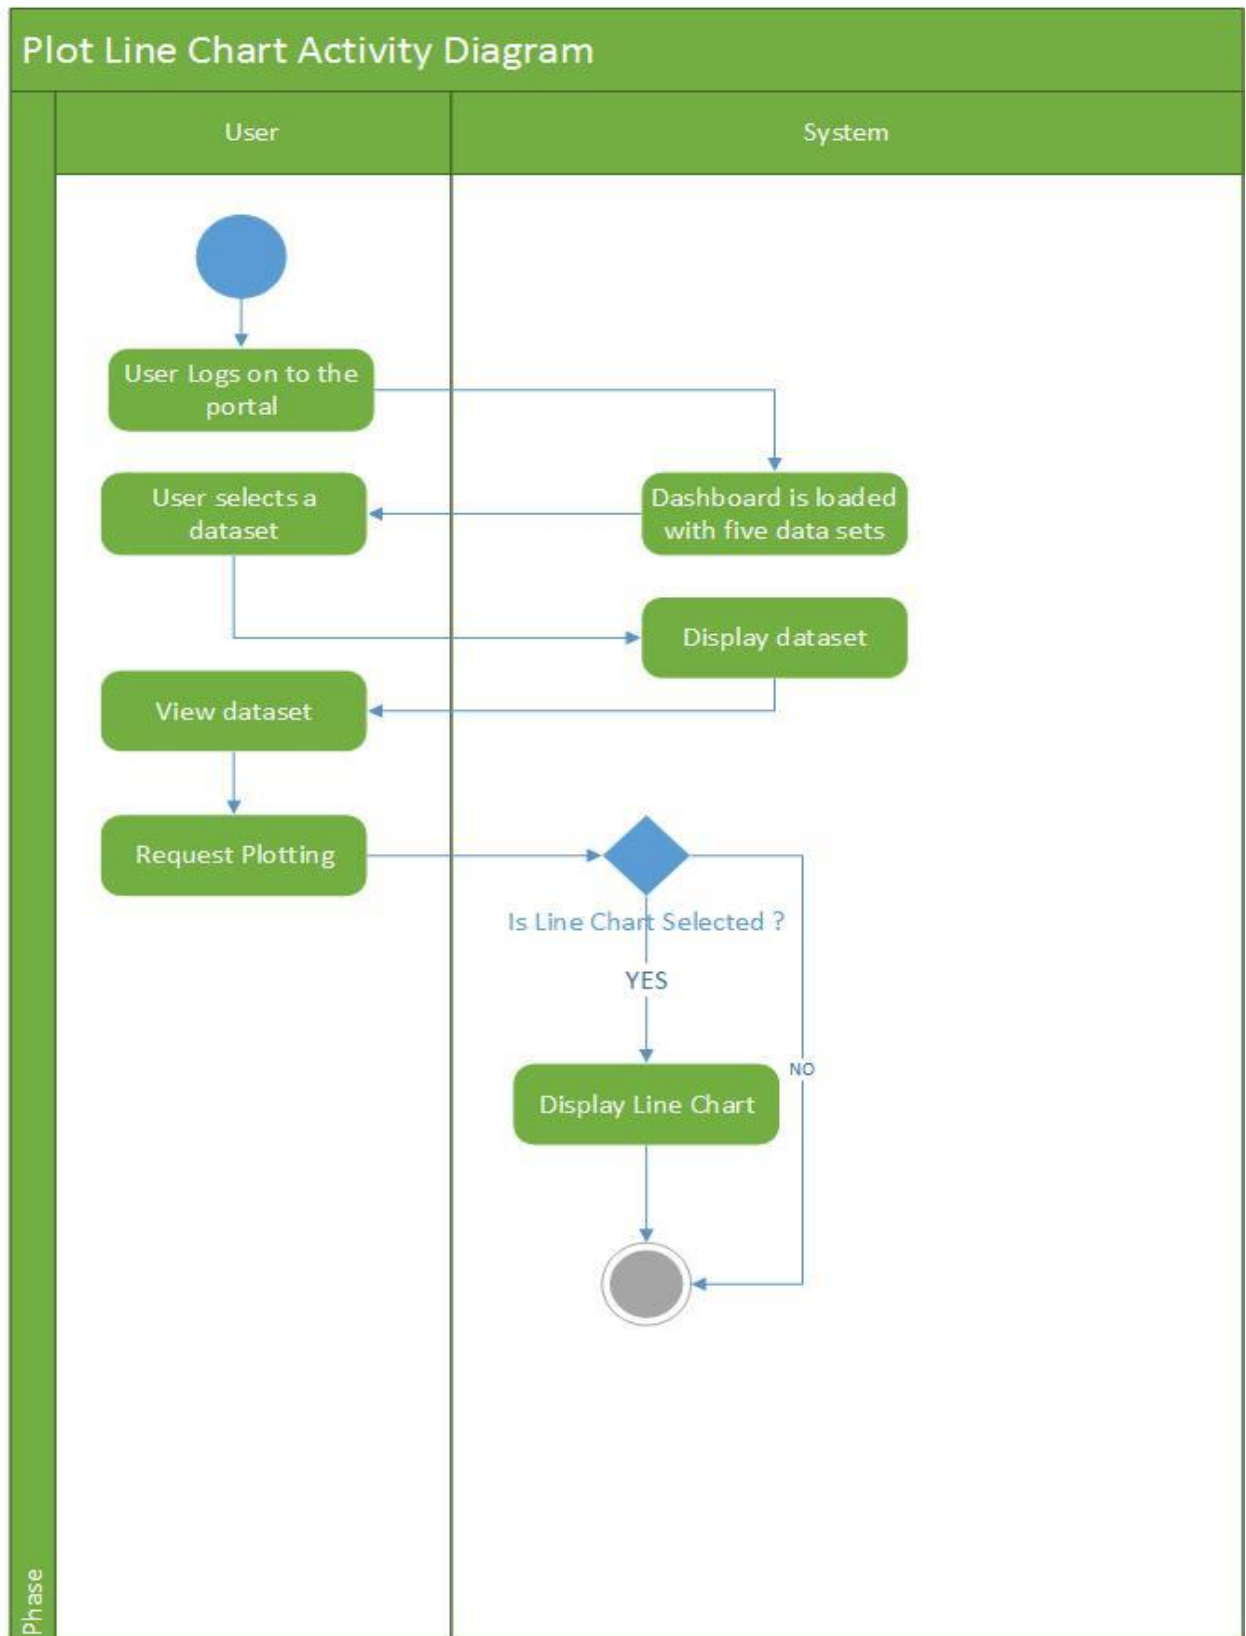 Plot Line Chart Activity Diagram
User
System
User Logs on to the
portal
User selects a
dataset
Dashboard is loaded
with five data sets
Display dataset
View dataset
Request Plotting
Is Line Chart Selected ?
YES
NO
Display Line Chart
Phase